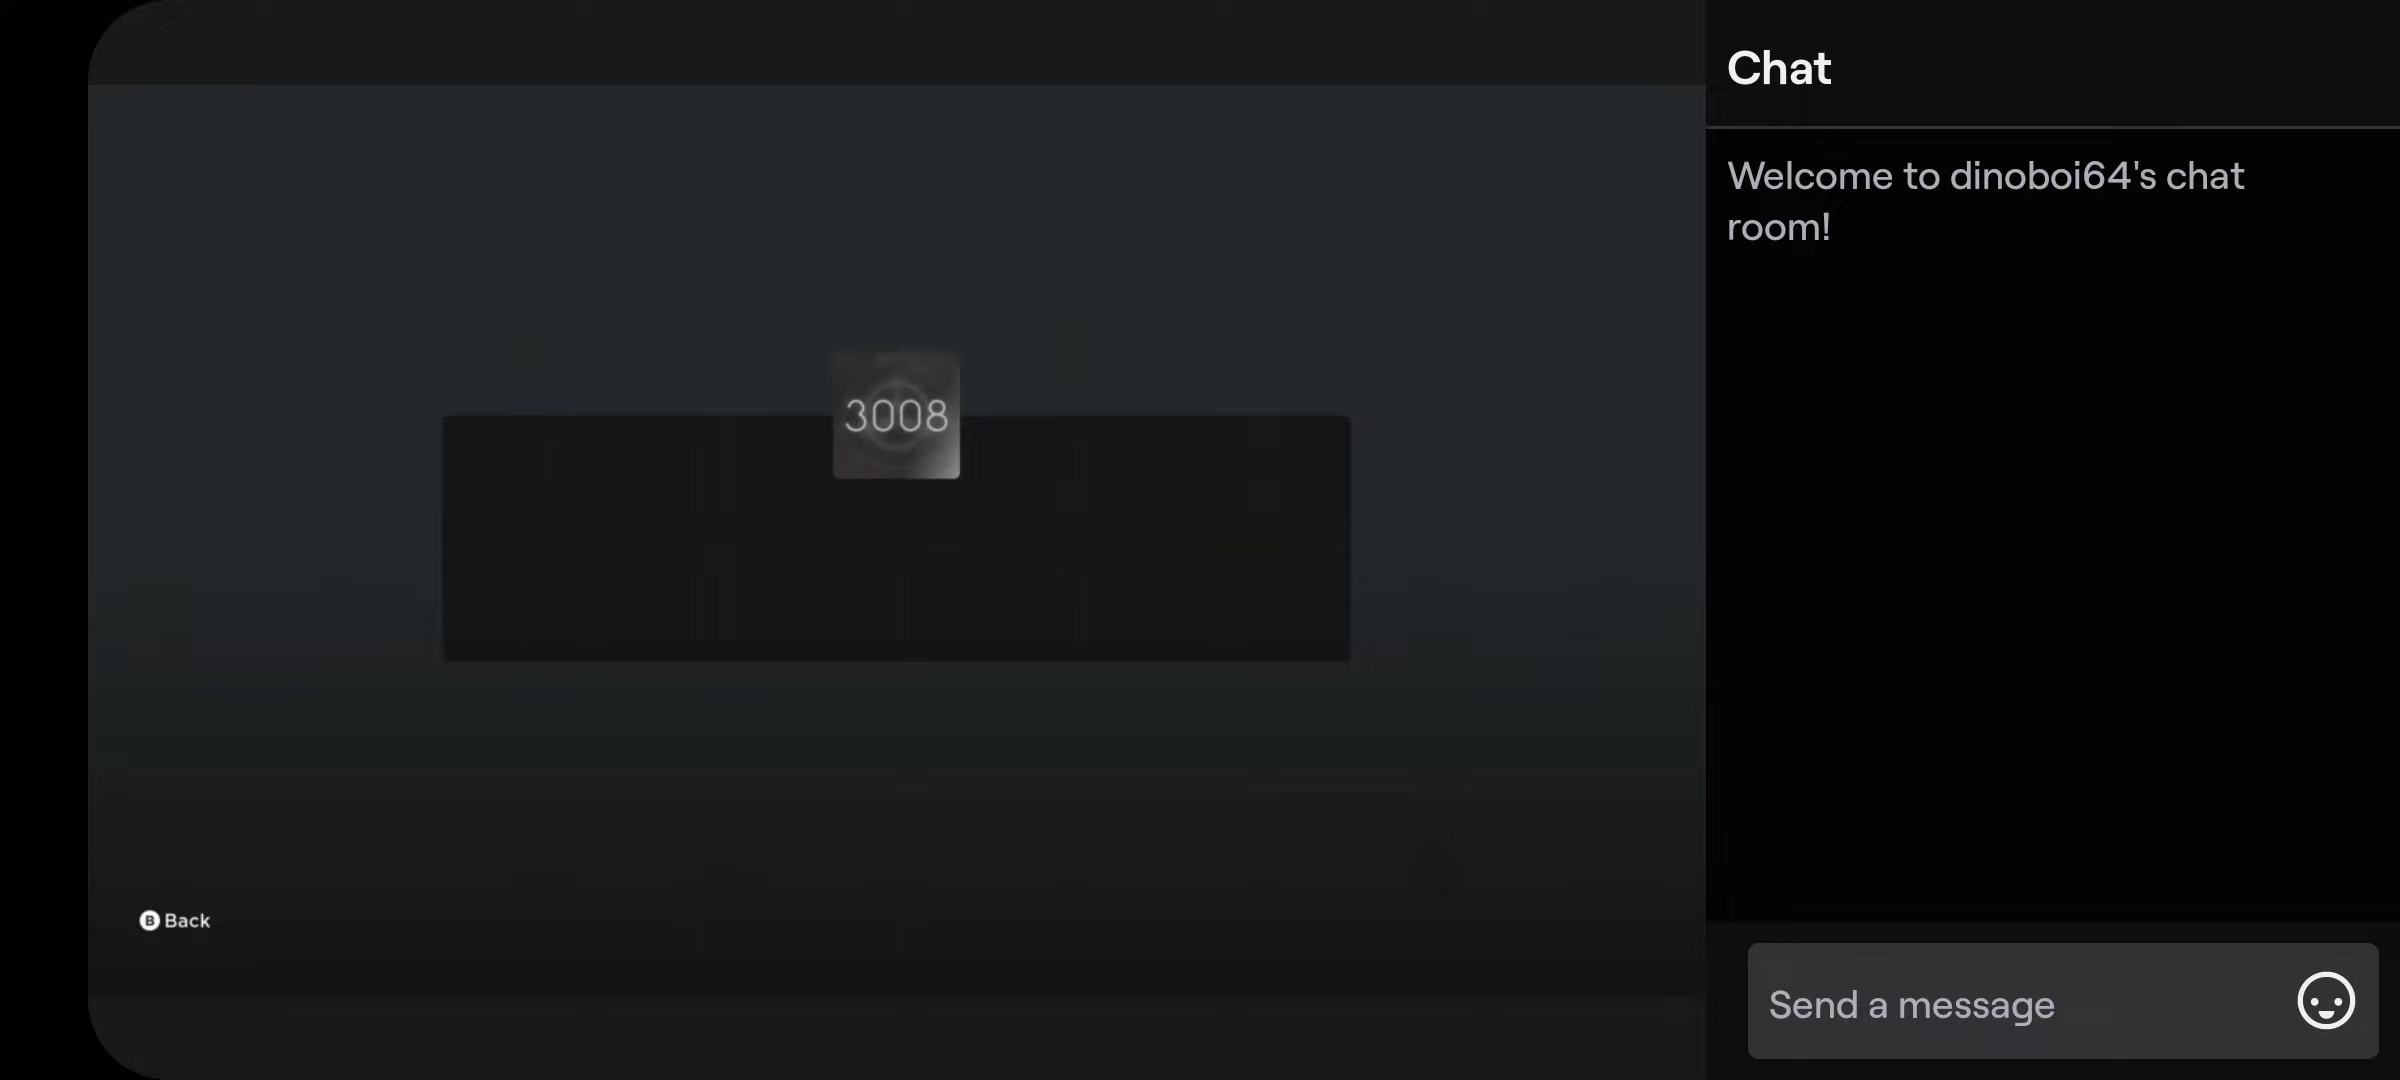 3008
B Back
Chat
Welcome to dinoboi64's chat
room!
Send a message